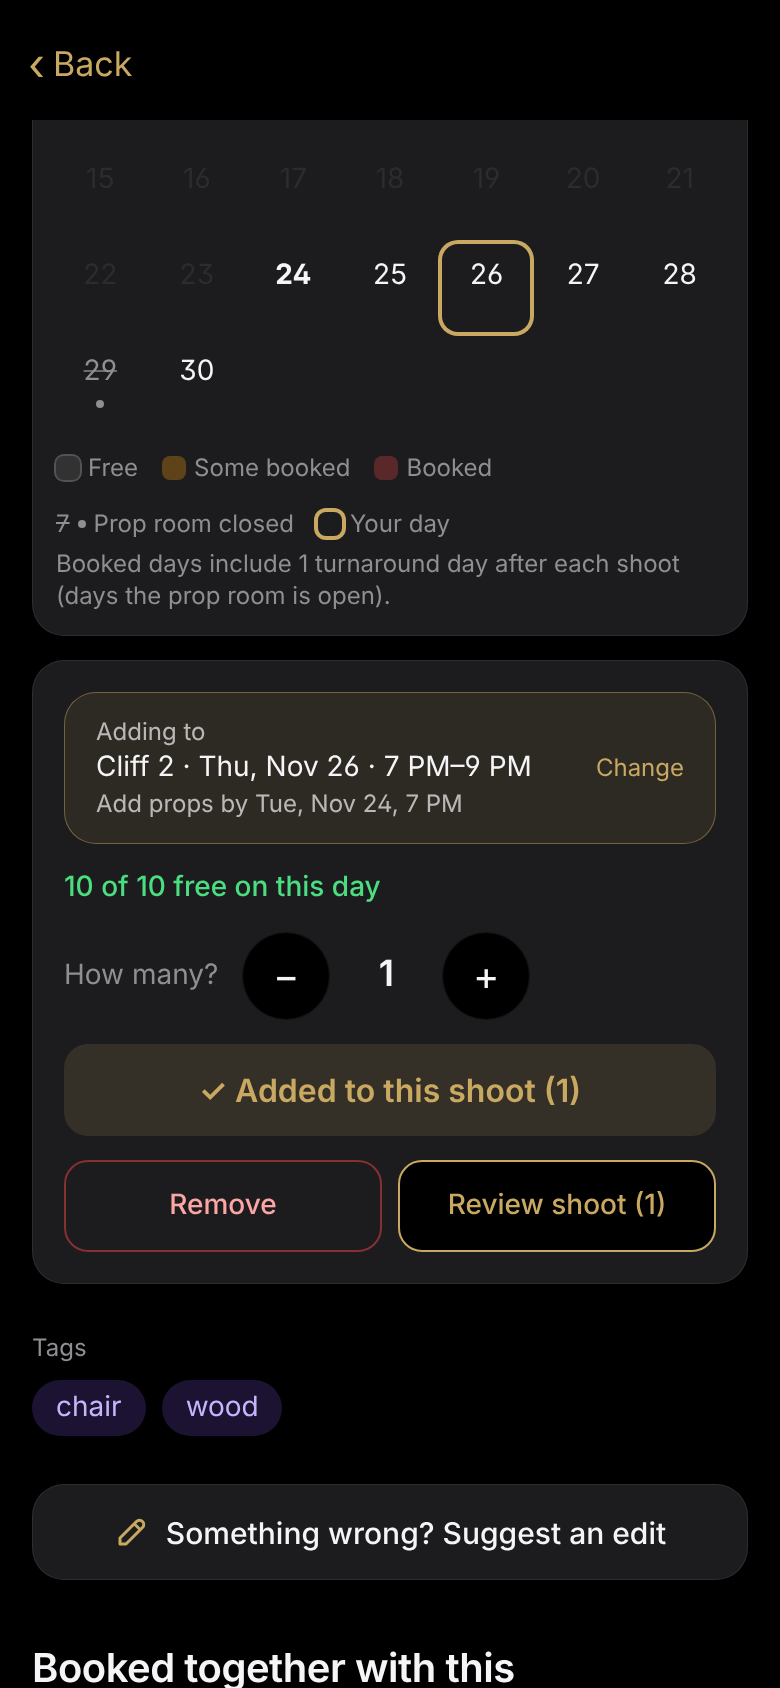 ‹ Back
15 16 17 18 19 20 21
22 23 24 25 26 27 28
29 30
Free Some booked Booked
7 • Prop room closed Your day
Booked days include 1 turnaround day after each shoot
(days the prop room is open).
Adding to
Cliff 2 · Thu, Nov 26 · 7 PM–9 PM
Change
Add props by Tue, Nov 24, 7 PM
10 of 10 free on this day
How many? – 1 +
✓ Added to this shoot (1)
Remove
Review shoot (1)
Tags
chair wood
Something wrong? Suggest an edit
Booked together with this